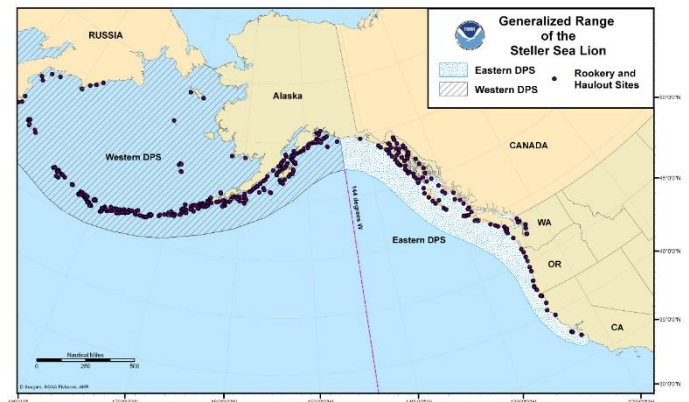 Generalized Range
of the
Steller Sea Lion
Eastern DPS
Western DPS
Rookery and
Haulout Sites
RUSSIA
Alaska
CANADA
Western DPS
144 degrees W
Eastern DPS
WA
OR
CA
Nautical Miles
0 250 500